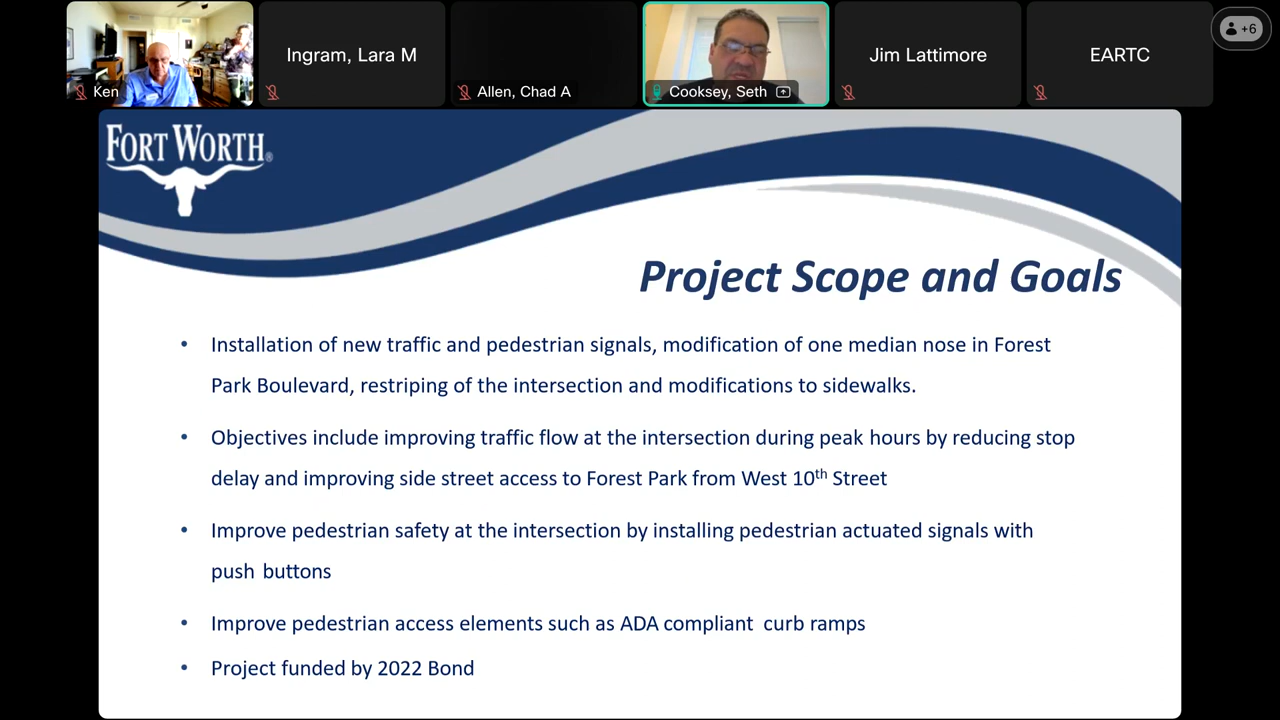 Ken
Ingram, Lara M
Allen, Chad A
Cooksey, Seth
Jim Lattimore
EARTC
+6
FORT WORTH®
Project Scope and Goals
• Installation of new traffic and pedestrian signals, modification of one median nose in Forest
Park Boulevard, restriping of the intersection and modifications to sidewalks.
• Objectives include improving traffic flow at the intersection during peak hours by reducing stop
delay and improving side street access to Forest Park from West 10th Street
• Improve pedestrian safety at the intersection by installing pedestrian actuated signals with
push buttons
• Improve pedestrian access elements such as ADA compliant curb ramps
• Project funded by 2022 Bond